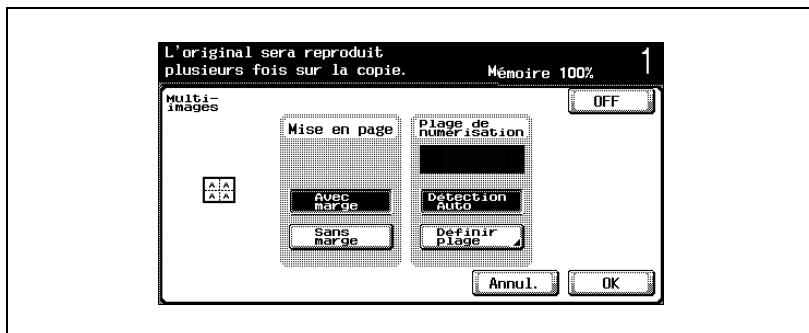 L'original sera reproduit
plusieurs fois sur la copie.
Mémoire 100%
1
Multi-
images
OFF
Mise en page
Plage de
numérisation
A A
A A
Avec
marge
Détection
Auto
Sans
marge
Définir
plage
Annul.
OK